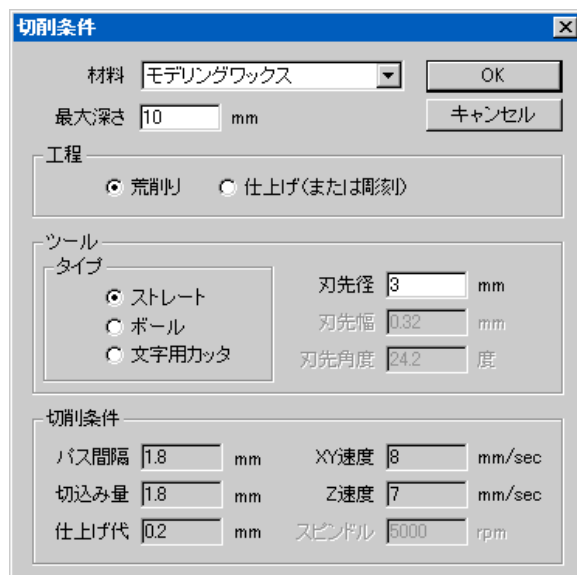 切削条件
材料 モデリングワックス OK
最大深さ 10 mm キャンセル
工程
荒削り 仕上げ(または彫刻)
ツール
タイプ
ストレート
ボール
文字用カッタ
刃先径 3 mm
刃先幅 0.32 mm
刃先角度 24.2 度
切削条件
パス間隔 1.8 mm XY速度 8 mm/sec
切込み量 1.8 mm Z速度 7 mm/sec
仕上げ代 0.2 mm スピンドル 5000 rpm